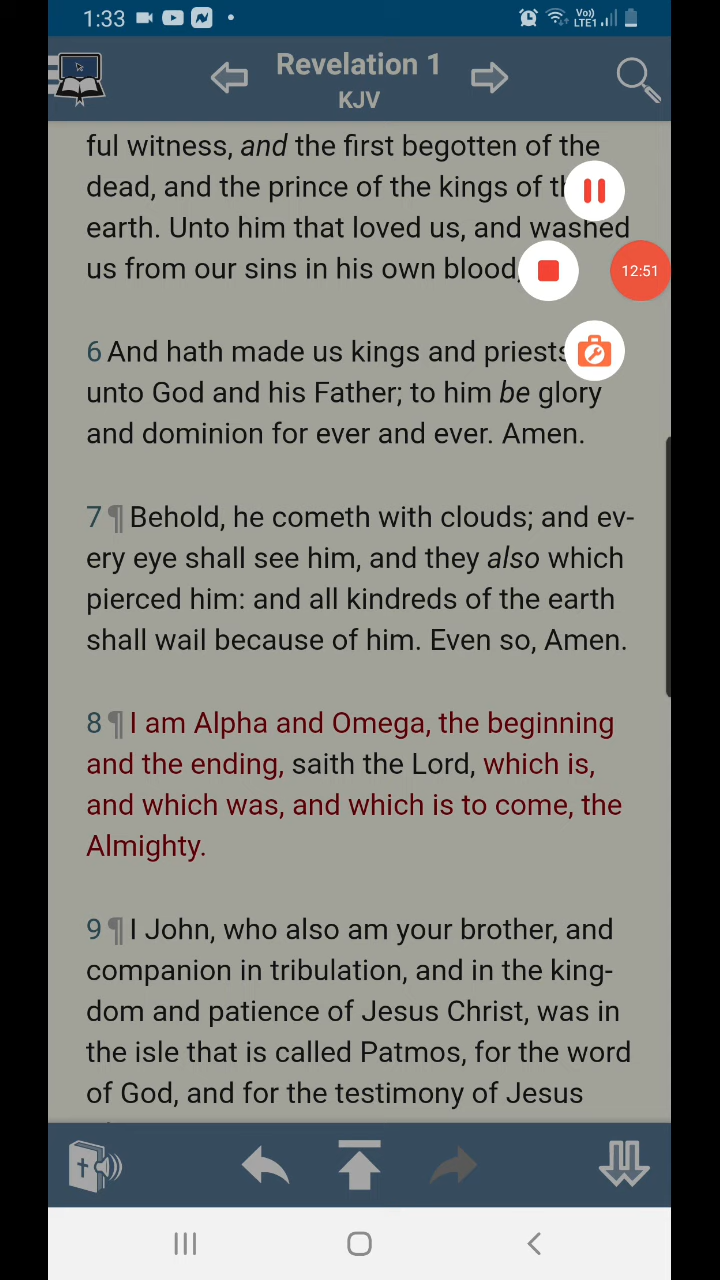 1:33
Vo)) LTE1
Revelation 1
KJV
ful witness, and the first begotten of the
dead, and the prince of the kings of
earth. Unto him that loved us, and washed
us from our sins in his own blood,
12:51
6 And hath made us kings and priests
unto God and his Father; to him be glory
and dominion for ever and ever. Amen.
7 ¶ Behold, he cometh with clouds; and ev-
ery eye shall see him, and they also which
pierced him: and all kindreds of the earth
shall wail because of him. Even so, Amen.
8 ¶ I am Alpha and Omega, the beginning
and the ending, saith the Lord, which is,
and which was, and which is to come, the
Almighty.
9 ¶ I John, who also am your brother, and
companion in tribulation, and in the king-
dom and patience of Jesus Christ, was in
the isle that is called Patmos, for the word
of God, and for the testimony of Jesus